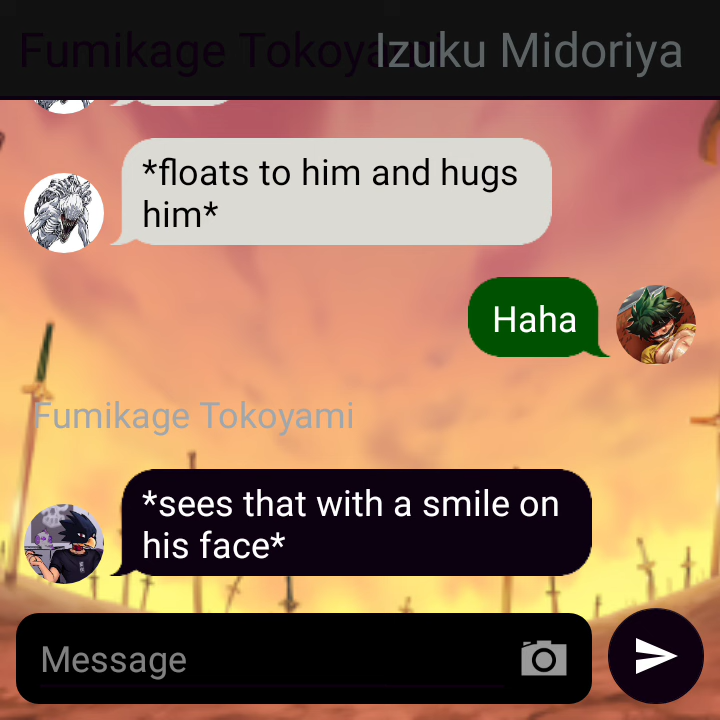 Fumikage Tokoyami
Izuku Midoriya
*floats to him and hugs
him*
Haha
Fumikage Tokoyami
*sees that with a smile on
his face*
Message